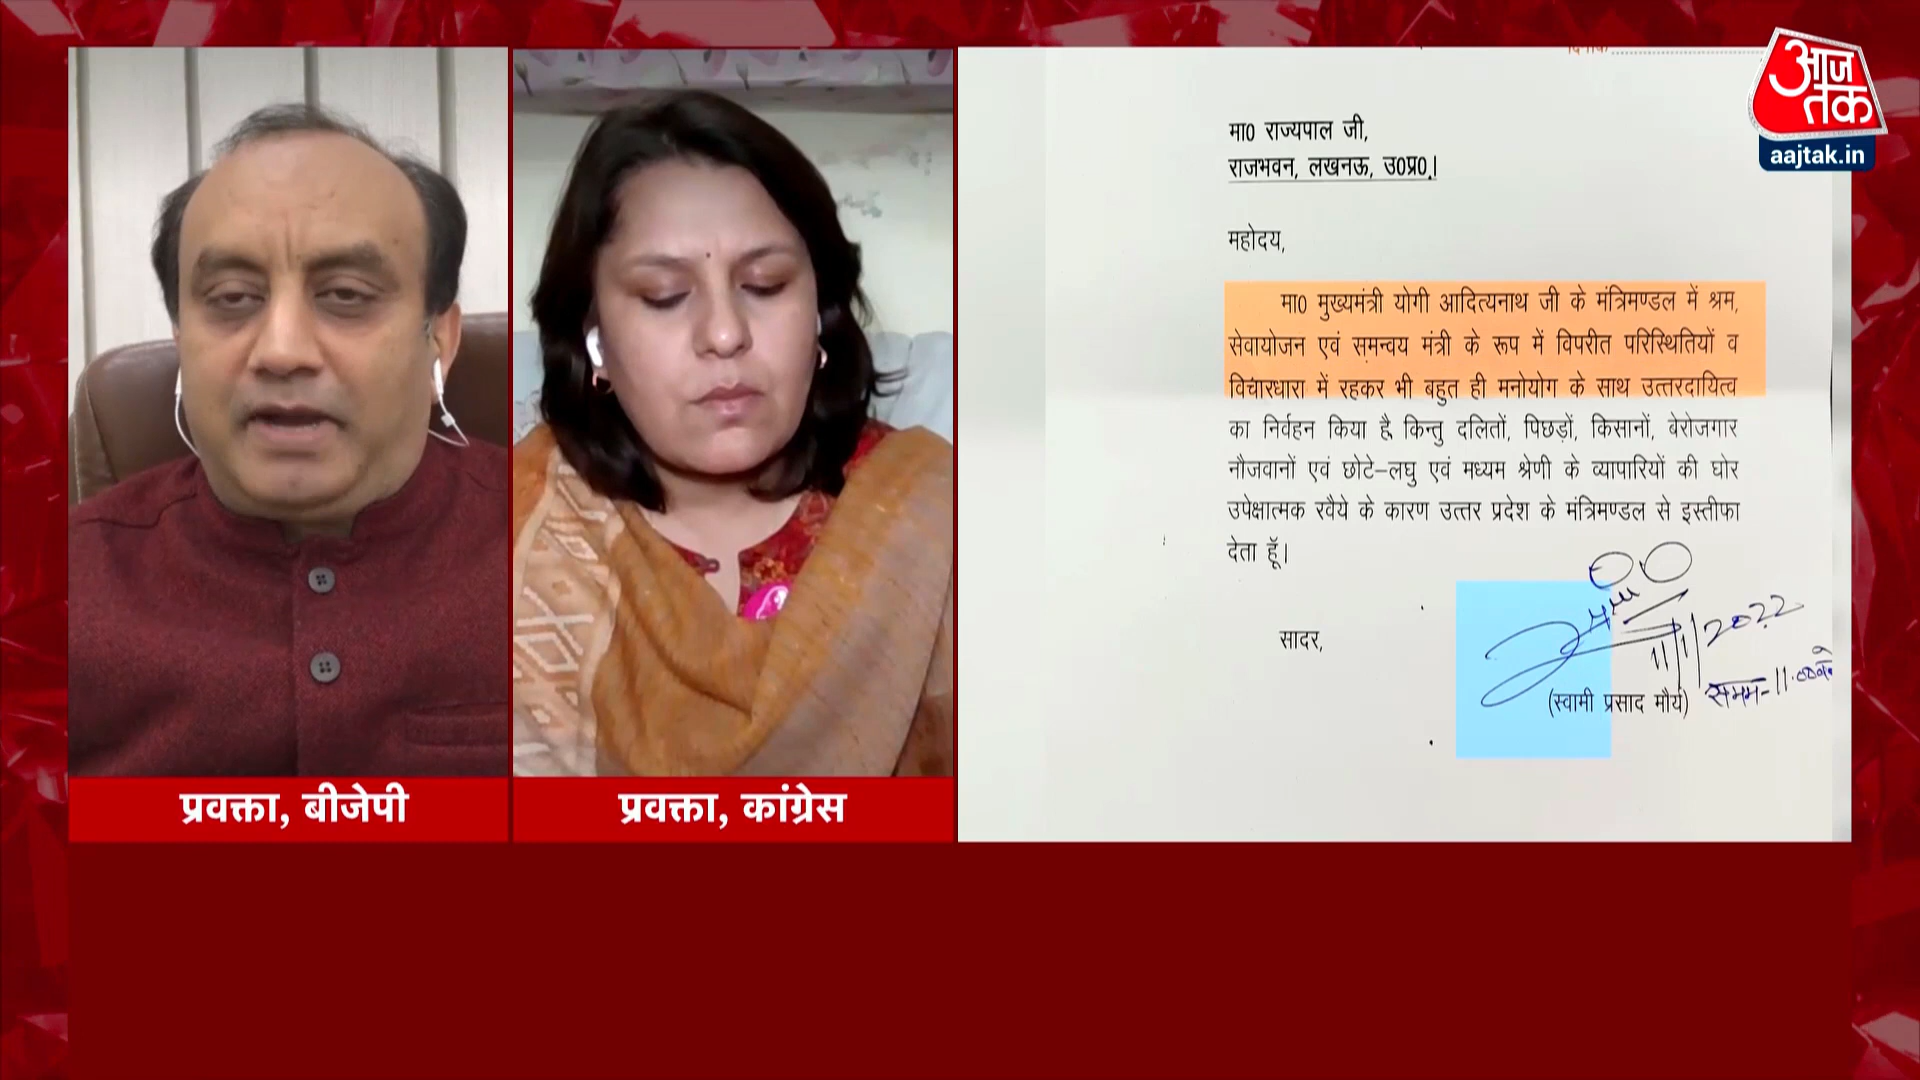 आज
तक
aajtak.in
मा0 राज्यपाल जी,
राजभवन, लखनऊ, उ0प्र0।
महोदय,
मा0 मुख्यमंत्री योगी आदित्यनाथ जी के मंत्रिमण्डल में श्रम,
सेवायोजन एवं समन्वय मंत्री के रूप में विपरीत परिस्थितियों व
विचारधारा में रहकर भी बहुत ही मनोयोग के साथ उत्तरदायित्व
का निर्वहन किया है किन्तु दलितों, पिछड़ों, किसानों, बेरोजगार
नौजवानों एवं छोटे-लघु एवं मध्यम श्रेणी के व्यापारियों की घोर
उपेक्षात्मक रवैये के कारण उत्तर प्रदेश के मंत्रिमण्डल से इस्तीफा
देता हूॅ।
सादर,
11/1/2022
(स्वामी प्रसाद मौर्य)
प्रवक्ता, बीजेपी
प्रवक्ता, कांग्रेस